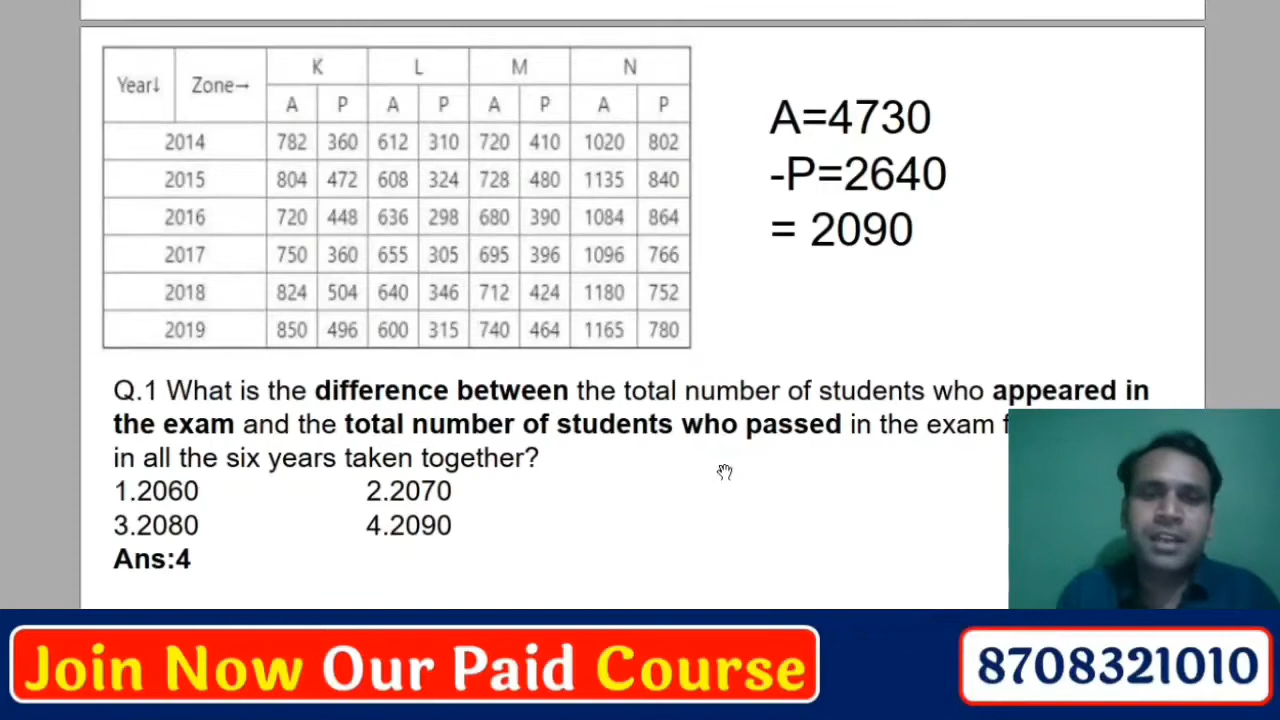 Year↓ Zone→ K L M N
A P A P A P A P
2014 782 360 612 310 720 410 1020 802
2015 804 472 608 324 728 480 1135 840
2016 720 448 636 298 680 390 1084 864
2017 750 360 655 305 695 396 1096 766
2018 824 504 640 346 712 424 1180 752
2019 850 496 600 315 740 464 1165 780
A=4730
-P=2640
= 2090
Q.1 What is the difference between the total number of students who appeared in
the exam and the total number of students who passed in the exam
in all the six years taken together?
1.2060 2.2070
3.2080 4.2090
Ans:4
Join Now Our Paid Course
8708321010